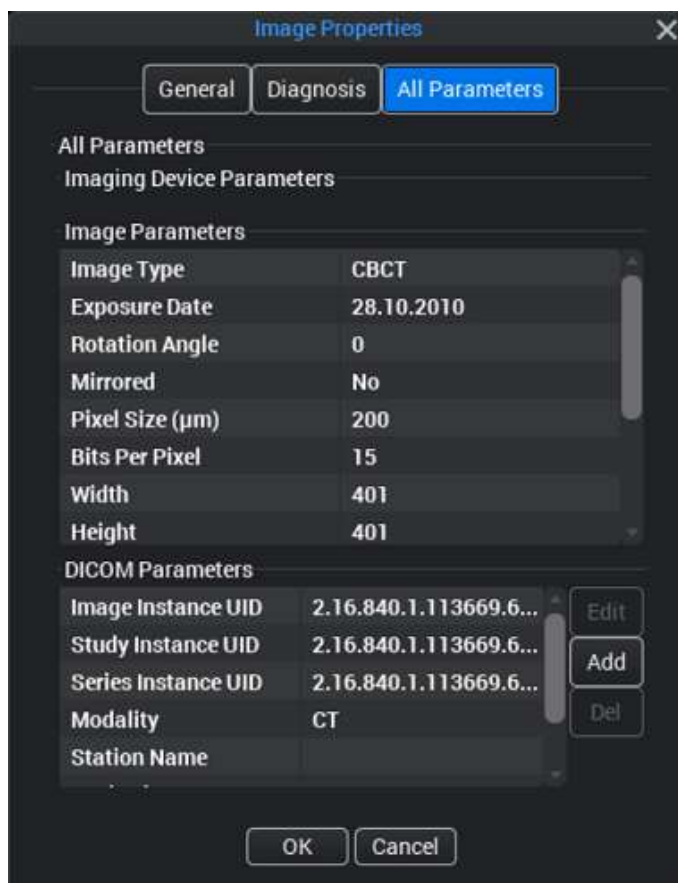 Image Properties
General Diagnosis All Parameters
All Parameters
Imaging Device Parameters
Image Parameters
Image Type CBCT
Exposure Date 28.10.2010
Rotation Angle 0
Mirrored No
Pixel Size (µm) 200
Bits Per Pixel 15
Width 401
Height 401
DICOM Parameters
Image Instance UID 2.16.840.1.113669.6... Edit
Study Instance UID 2.16.840.1.113669.6... Add
Series Instance UID 2.16.840.1.113669.6...
Modality CT Del
Station Name
OK Cancel